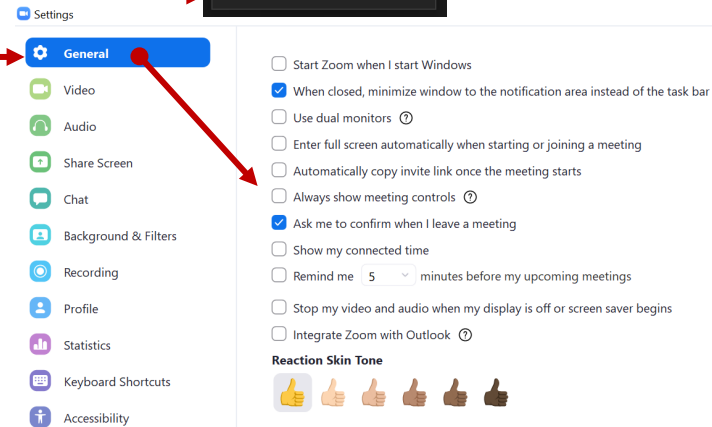 Settings
General
Video
Audio
Share Screen
Chat
Background & Filters
Recording
Profile
Statistics
Keyboard Shortcuts
Accessibility
Start Zoom when I start Windows
When closed, minimize window to the notification area instead of the task bar
Use dual monitors ?
Enter full screen automatically when starting or joining a meeting
Automatically copy invite link once the meeting starts
Always show meeting controls ?
Ask me to confirm when I leave a meeting
Show my connected time
Remind me 5 minutes before my upcoming meetings
Stop my video and audio when my display is off or screen saver begins
Integrate Zoom with Outlook ?
Reaction Skin Tone